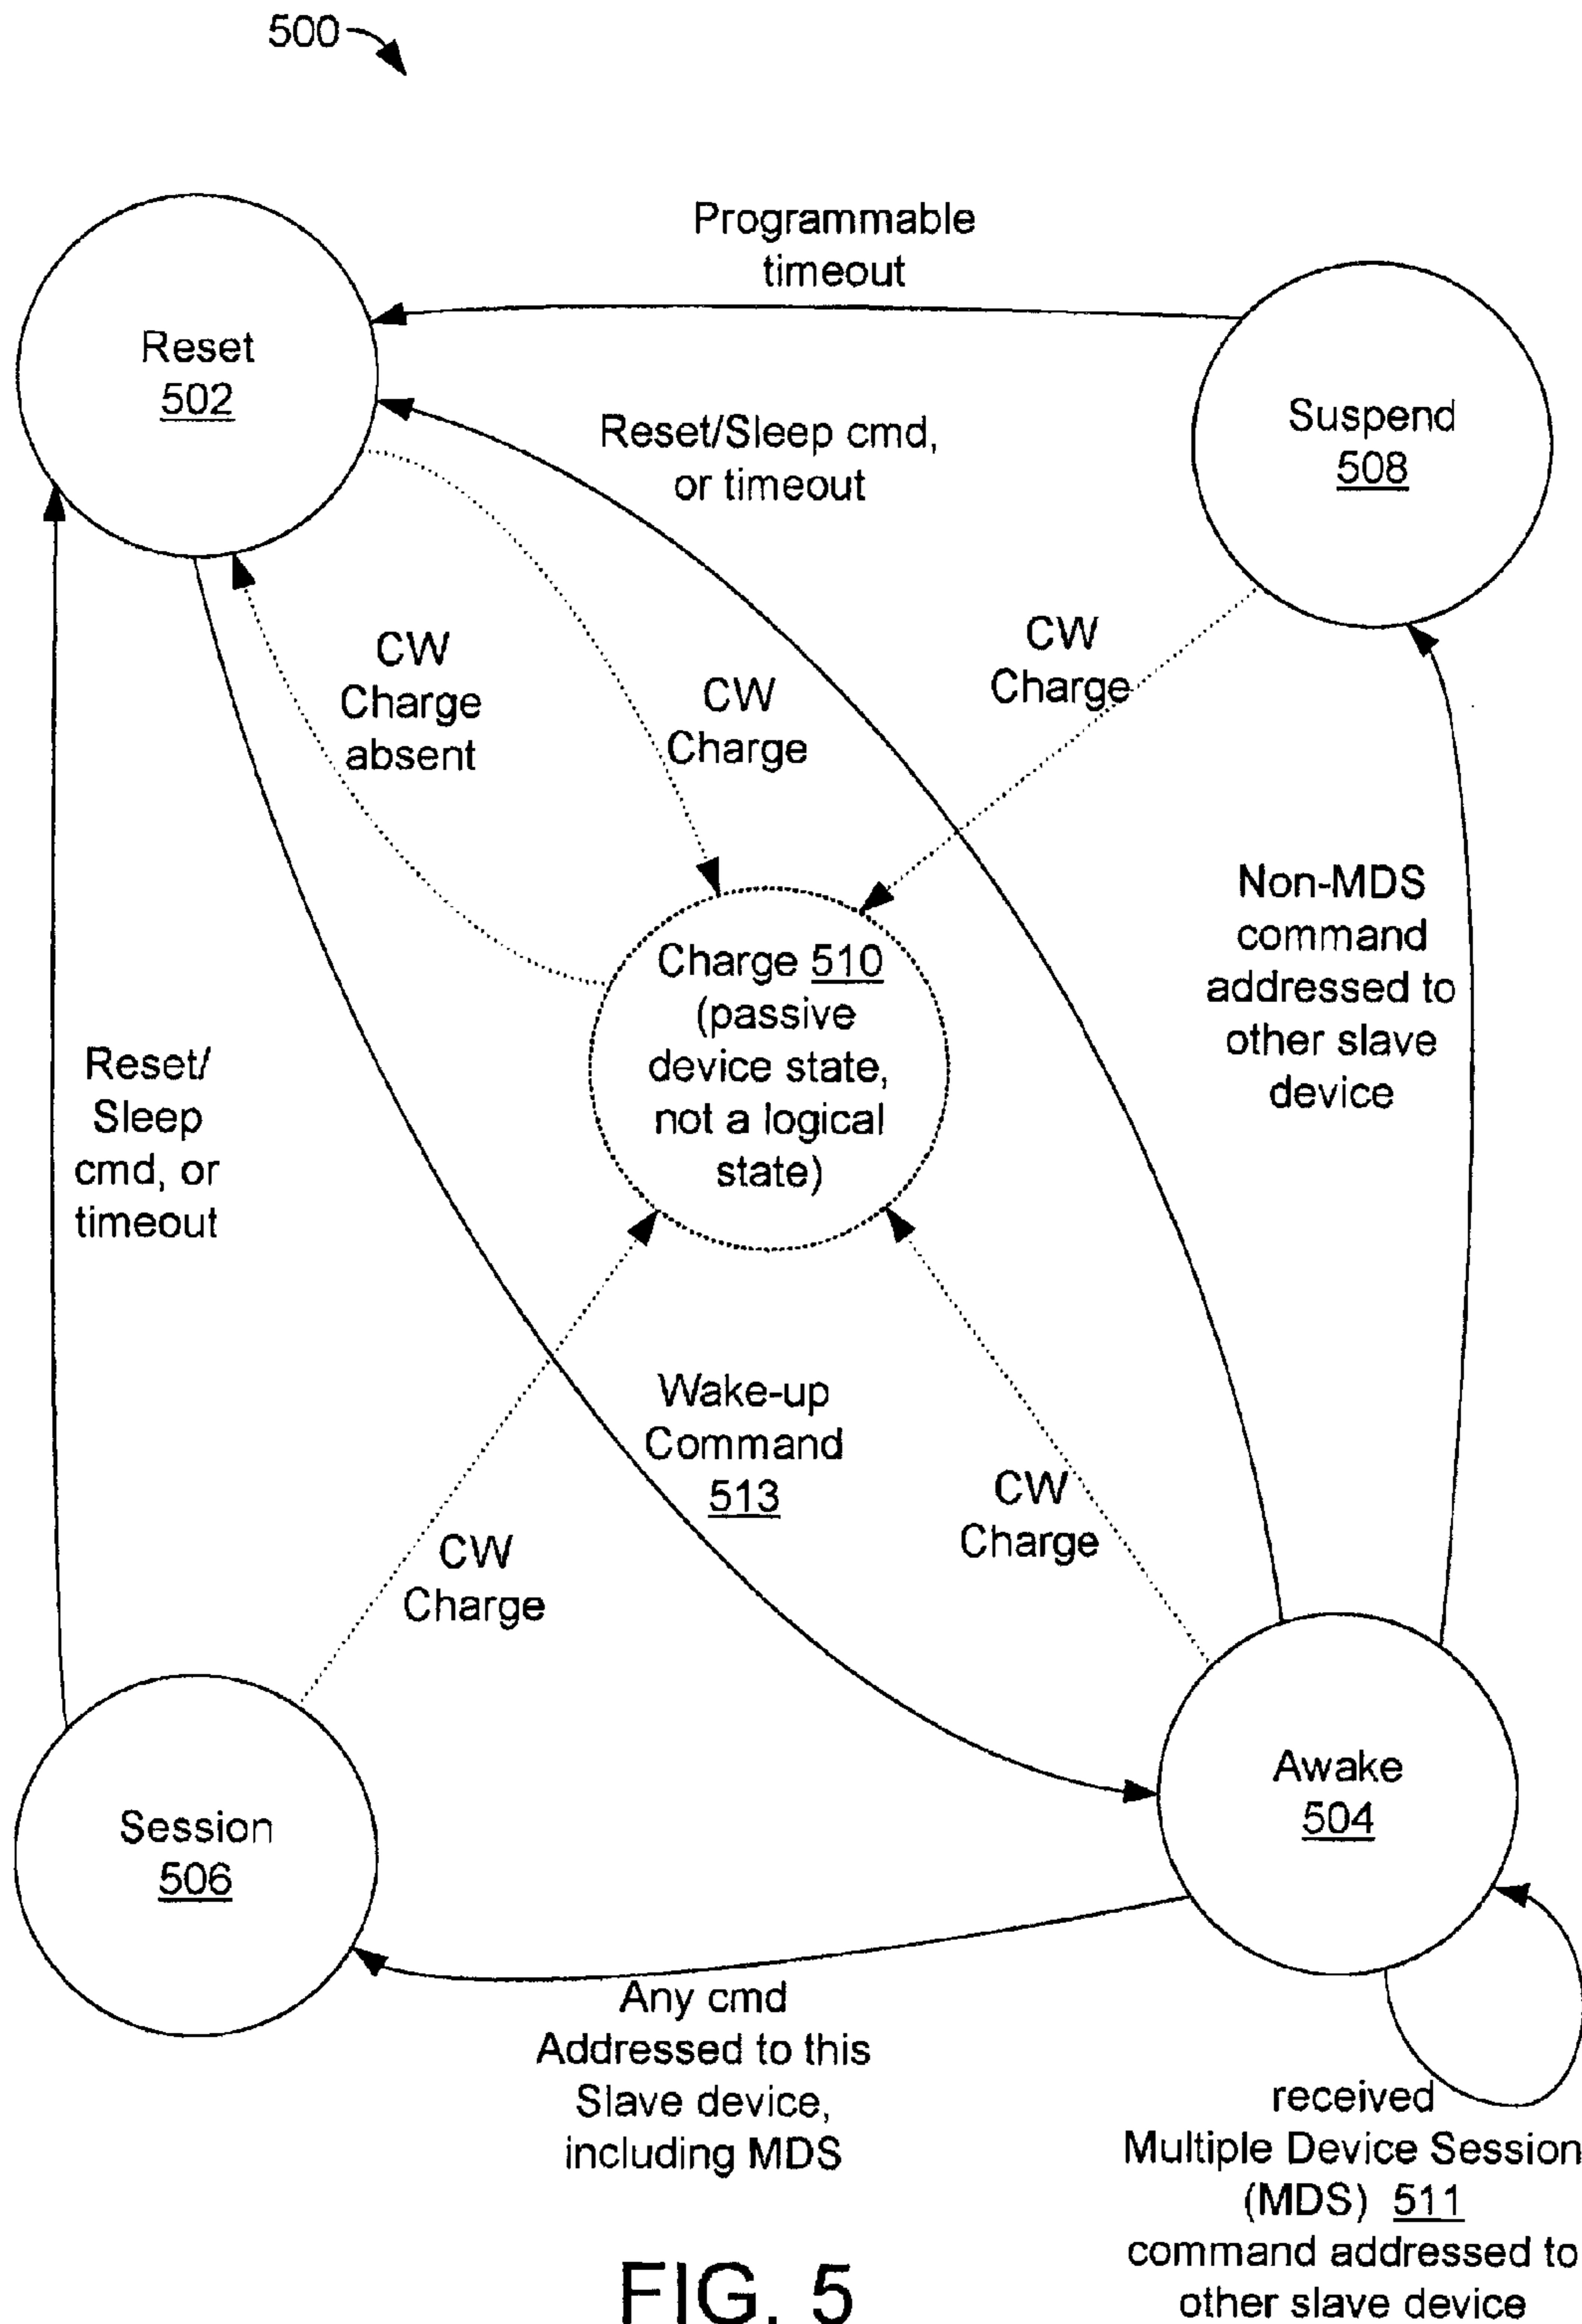 500
Programmable
timeout
Reset
502
Suspend
508
Reset/Sleep cmd,
or timeout
CW
Charge
absent
CW
Charge
CW
Charge
Non-MDS
command
addressed to
other slave
device
Charge 510
(passive
device state,
not a logical
state)
Reset/
Sleep
cmd, or
timeout
Wake-up
Command
513
CW
Charge
CW
Charge
Awake
504
Session
506
Any cmd
Addressed to this
Slave device,
including MDS
received
Multiple Device Session
(MDS) 511
command addressed to
other slave device
FIG. 5